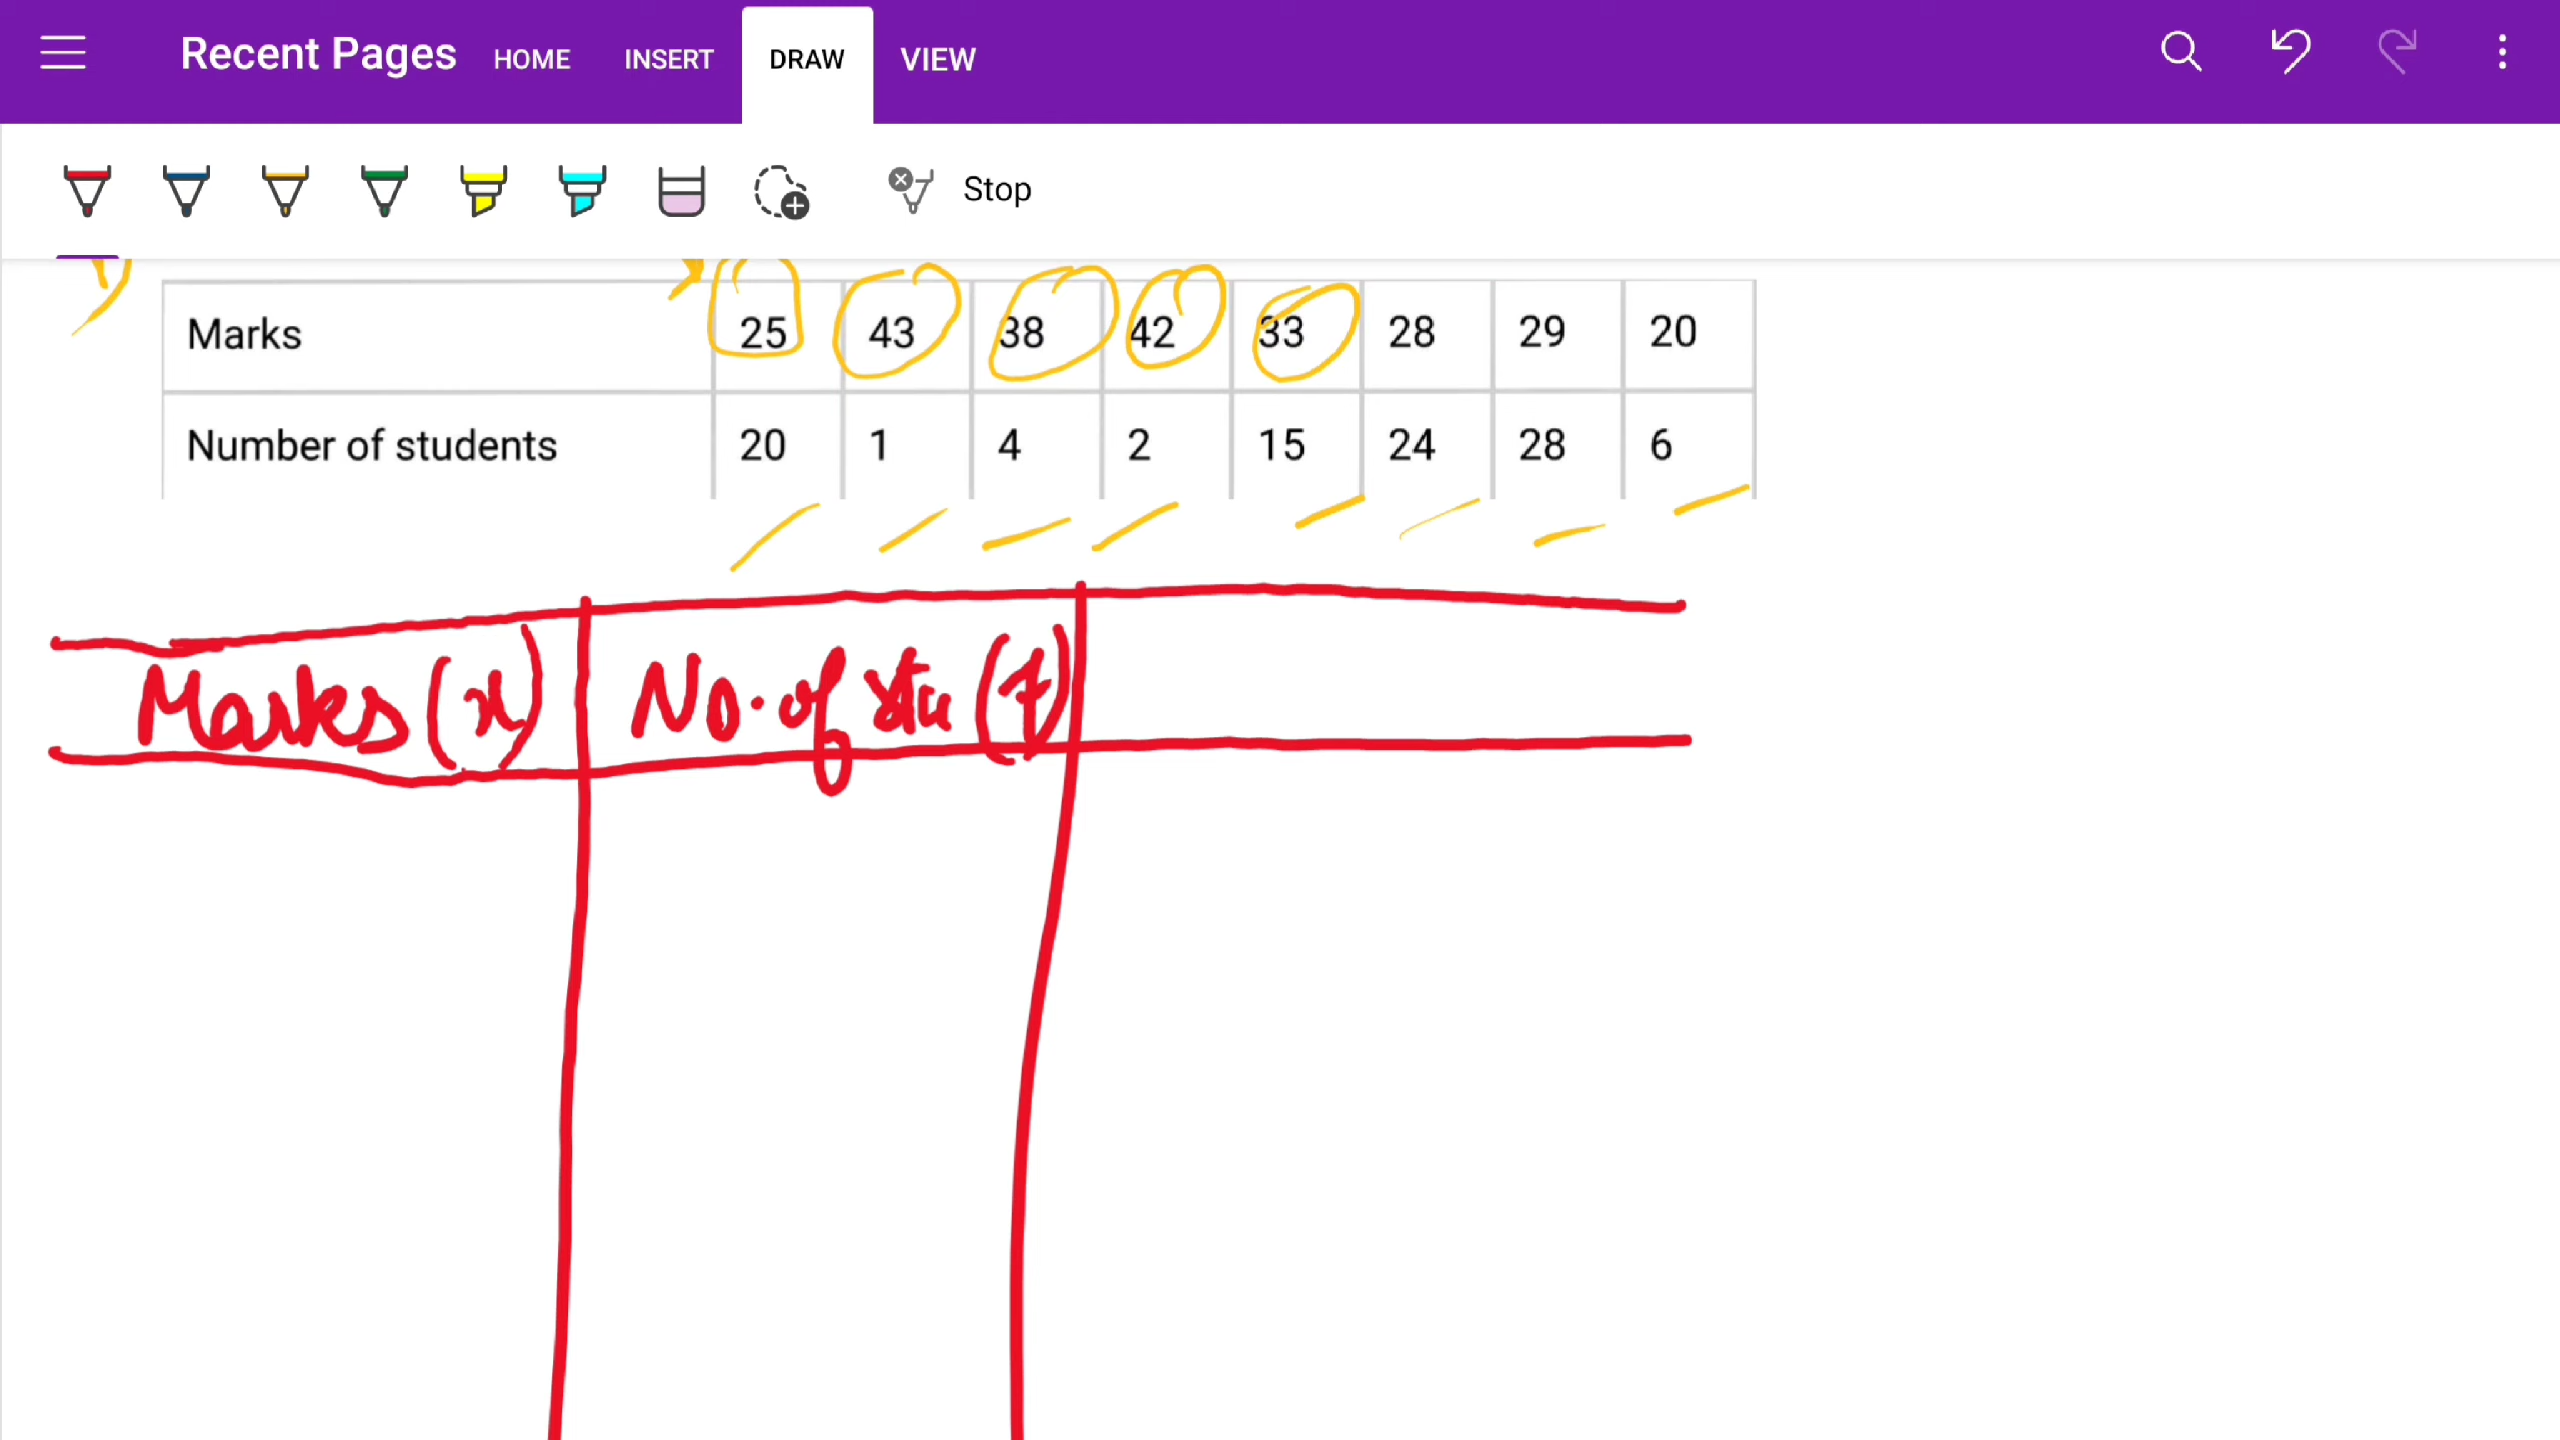 Recent Pages HOME INSERT DRAW VIEW
Stop
Marks 25 43 38 42 33 28 29 20
Number of students 20 1 4 2 15 24 28 6
Marks (x) No. of stu (f)